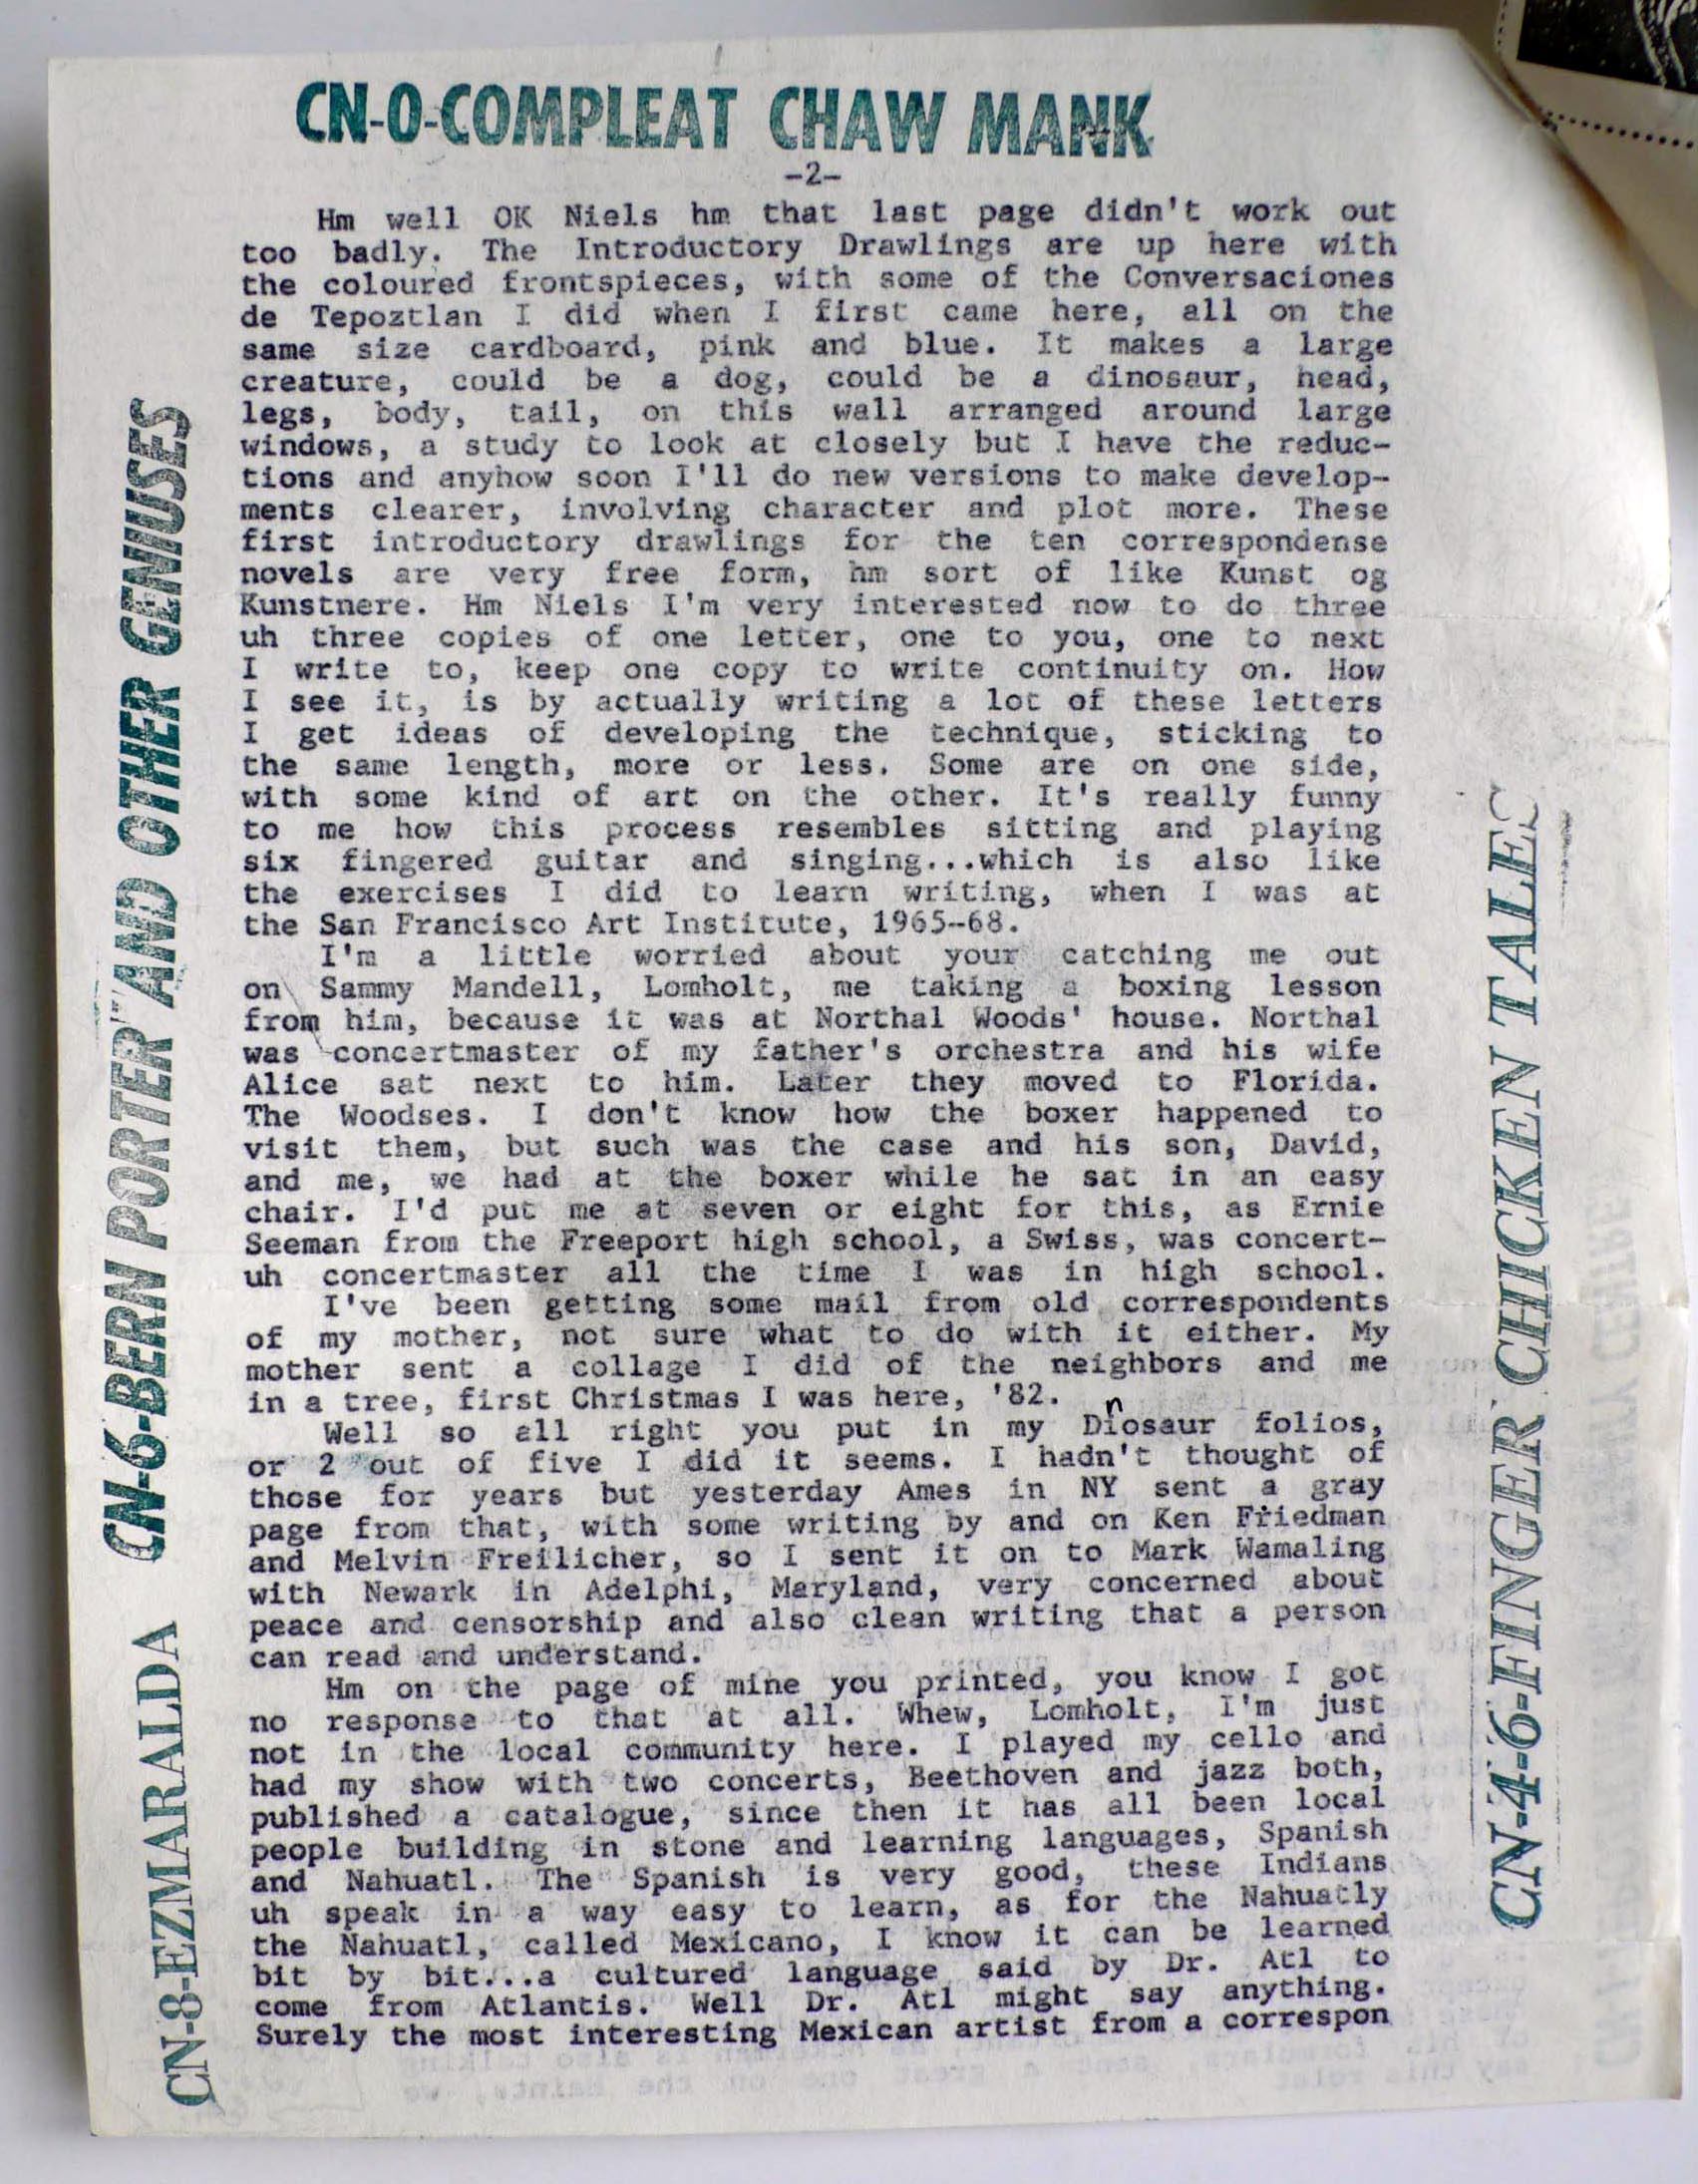 CN-0-COMPLEAT CHAW MANK
-2-
Hm well OK Niels hm that last page didn't work out
too badly. The Introductory Drawlings are up here with
the coloured frontspieces, with some of the Conversaciones
de Tepoztlan I did when I first came here, all on the
same size cardboard, pink and blue. It makes a large
creature, could be a dog, could be a dinosaur, head,
legs, body, tail, on this wall arranged around large
windows, a study to look at closely but I have the reduc-
tions and anyhow soon I'll do new versions to make develop-
ments clearer, involving character and plot more. These
first introductory drawlings for the ten correspondense
novels are very free form, hm sort of like Kunst og
Kunstnere. Hm Niels I'm very interested now to do three
uh three copies of one letter, one to you, one to next
I write to, keep one copy to write continuity on. How
I see it, is by actually writing a lot of these letters
I get ideas of developing the technique, sticking to
the same length, more or less. Some are on one side,
with some kind of art on the other. It's really funny
to me how this process resembles sitting and playing
six fingered guitar and singing...which is also like
the exercises I did to learn writing, when I was at
the San Francisco Art Institute, 1965-68.
I'm a little worried about your catching me out
on Sammy Mandell, Lomholt, me taking a boxing lesson
from him, because it was at Northal Woods' house. Northal
was concertmaster of my father's orchestra and his wife
Alice sat next to him. Later they moved to Florida.
The Woodses. I don't know how the boxer happened to
visit them, but such was the case and his son, David,
and me, we had at the boxer while he sat in an easy
chair. I'd put me at seven or eight for this, as Ernie
Seeman from the Freeport high school, a Swiss, was concert-
uh concertmaster all the time I was in high school.
I've been getting some mail from old correspondents
of my mother, not sure what to do with it either. My
mother sent a collage I did of the neighbors and me
in a tree, first Christmas I was here, '82.
Well so all right you put in my Dinosaur folios,
or 2 out of five I did it seems. I hadn't thought of
those for years but yesterday Ames in NY sent a gray
page from that, with some writing by and on Ken Friedman
and Melvin Freilicher, so I sent it on to Mark Wamaling
with Newark in Adelphi, Maryland, very concerned about
peace and censorship and also clean writing that a person
can read and understand.
Hm on the page of mine you printed, you know I got
no response to that at all. Whew, Lomholt, I'm just
not in the local community here. I played my cello and
had my show with two concerts, Beethoven and jazz both,
published a catalogue, since then it has all been local
people building in stone and learning languages, Spanish
and Nahuatl. The Spanish is very good, these Indians
uh speak in a way easy to learn, as for the Nahuatly
the Nahuatl, called Mexicano, I know it can be learned
bit by bit...a cultured language said by Dr. Atl to
come from Atlantis. Well Dr. Atl might say anything.
Surely the most interesting Mexican artist from a correspon
CN-8-EZMARALDA CN-6-BERN PORTER AND OTHER GENIUSES
CN-4-6-FINGER CHICKEN TALES